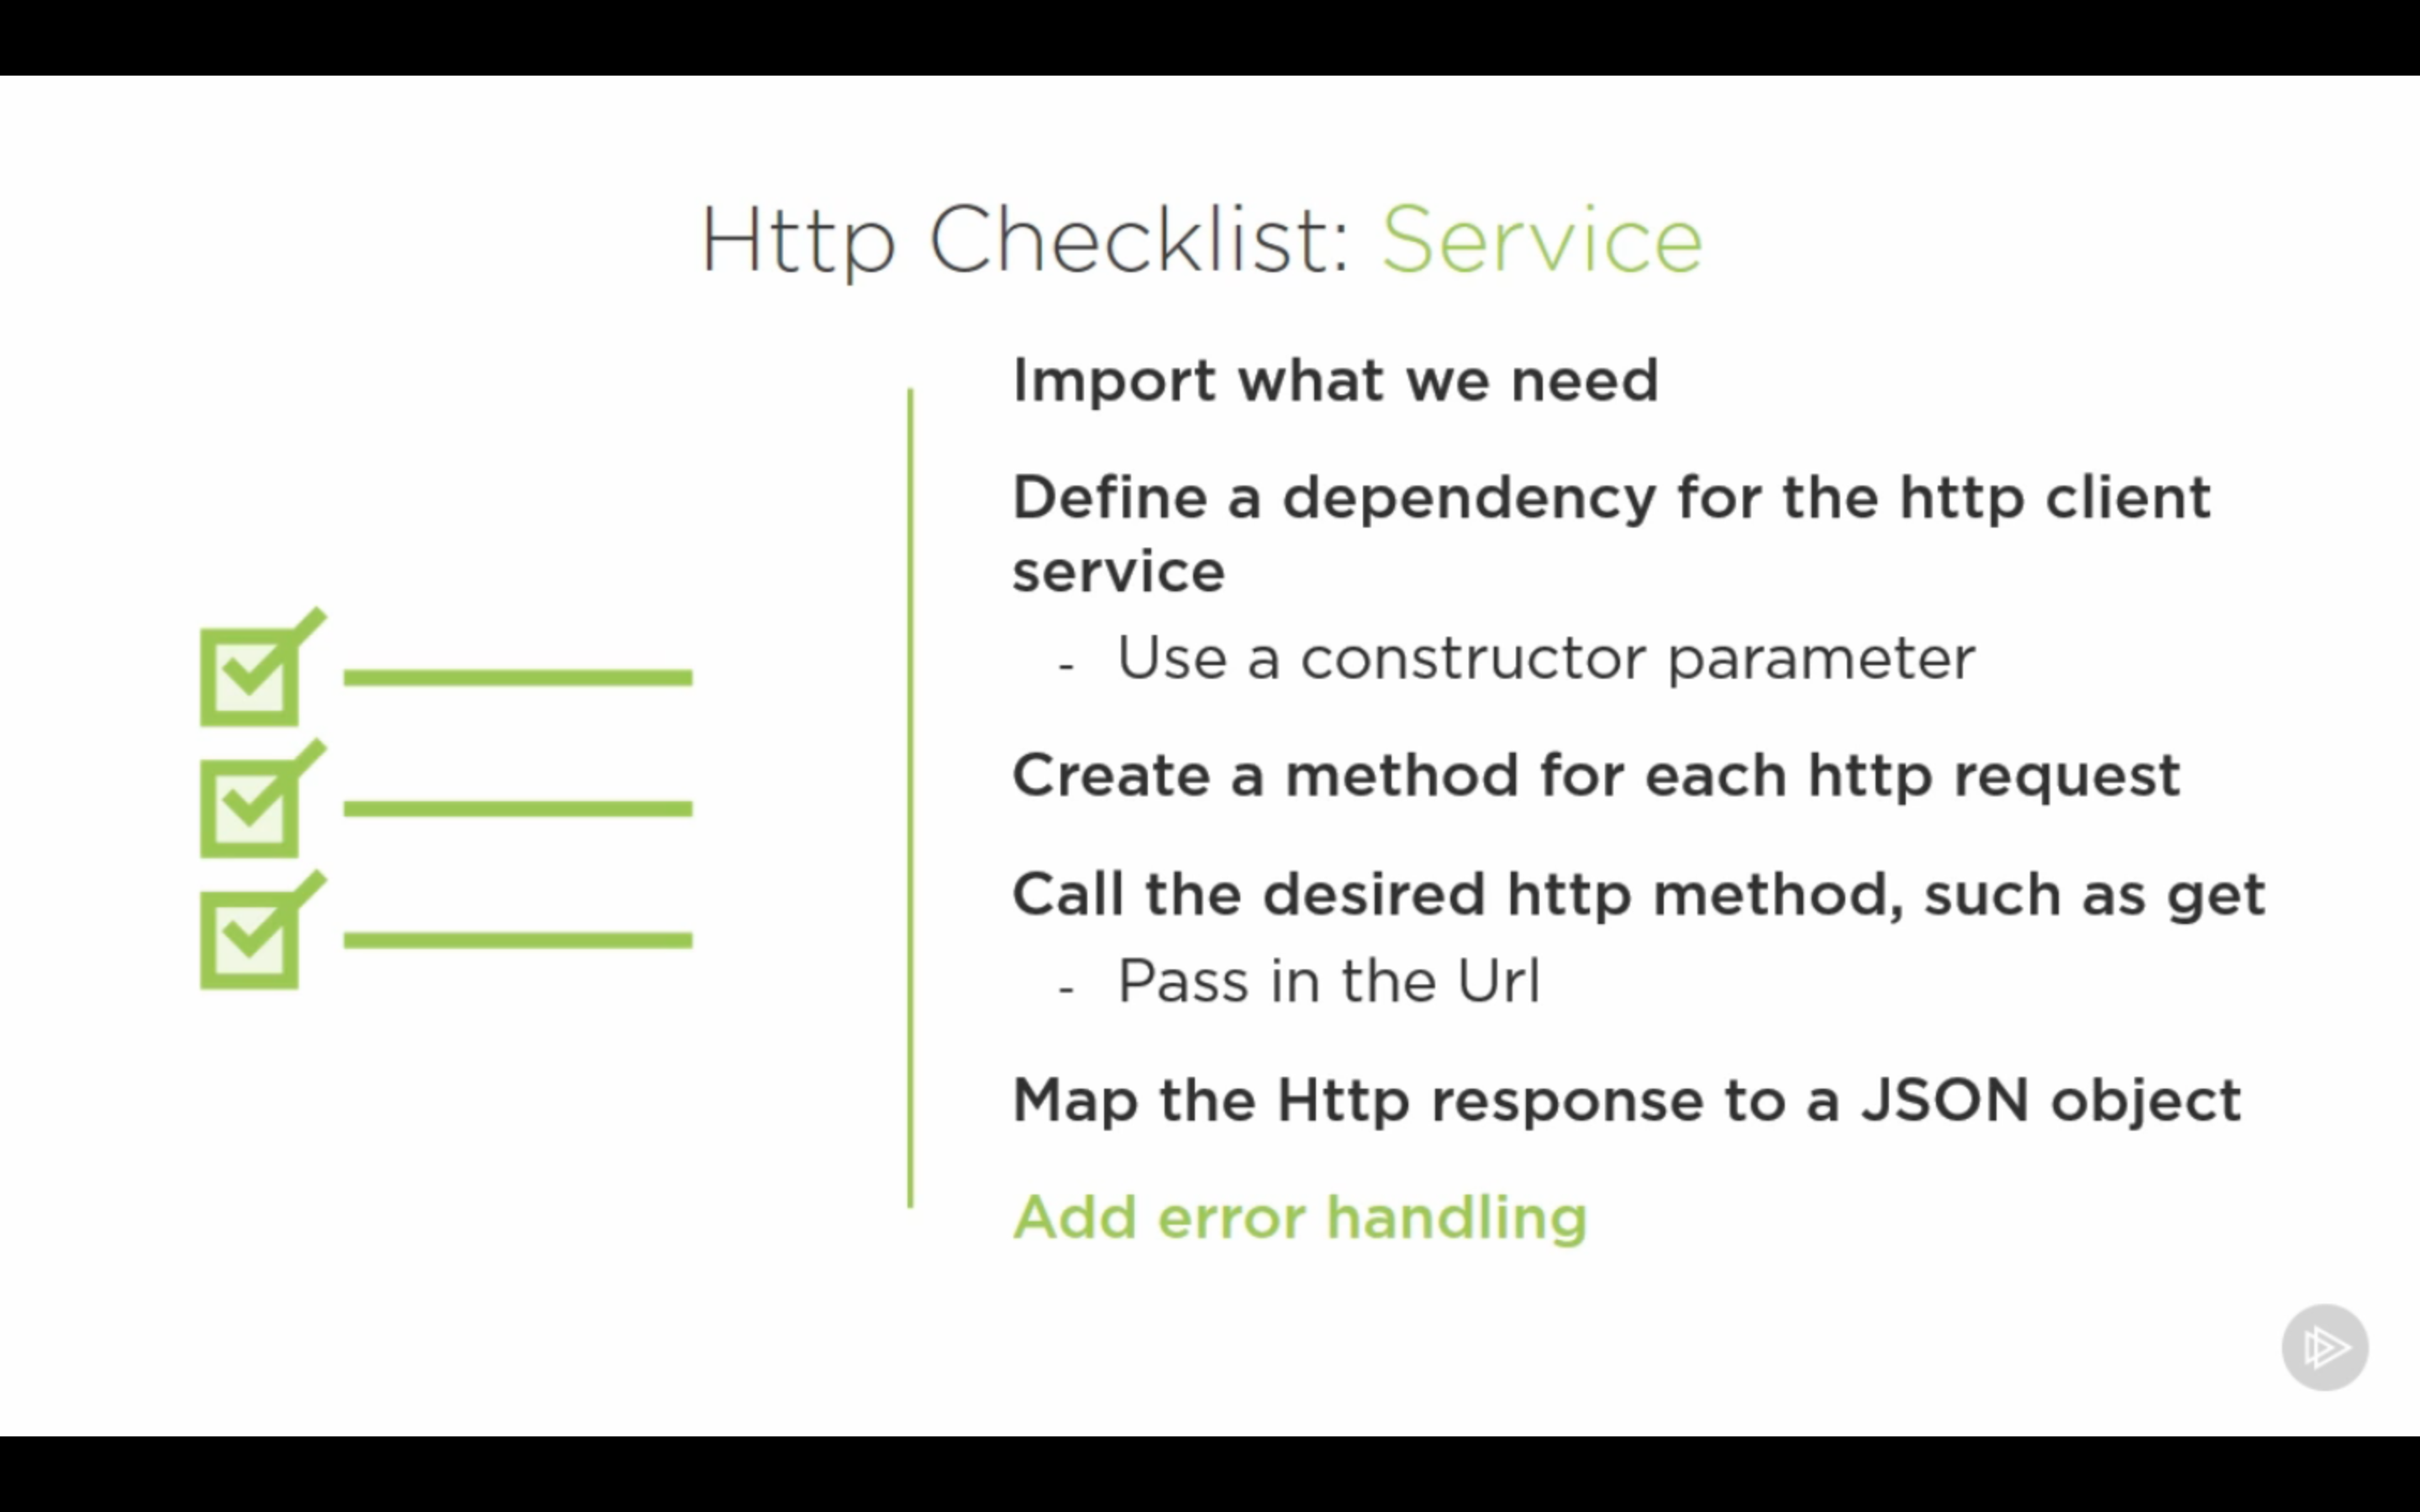 Http Checklist: Service
Import what we need
Define a dependency for the http client
service
- Use a constructor parameter
Create a method for each http request
Call the desired http method, such as get
- Pass in the Url
Map the Http response to a JSON object
Add error handling